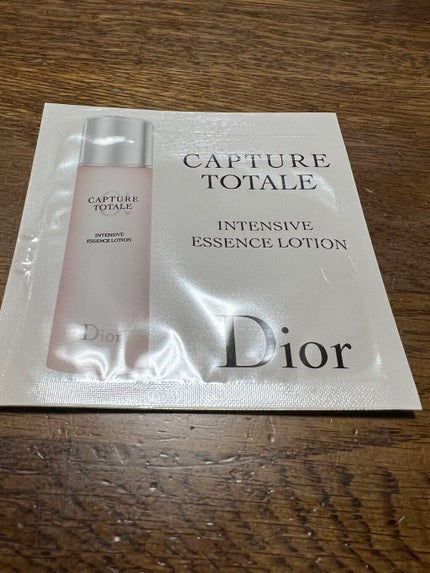 CAPTURE
TOTALE
INTENSIVE
ESSENCE LOTION
Dior
CAPTURE
TOTALE
INTENSIVE
ESSENCE LOTION
Dior